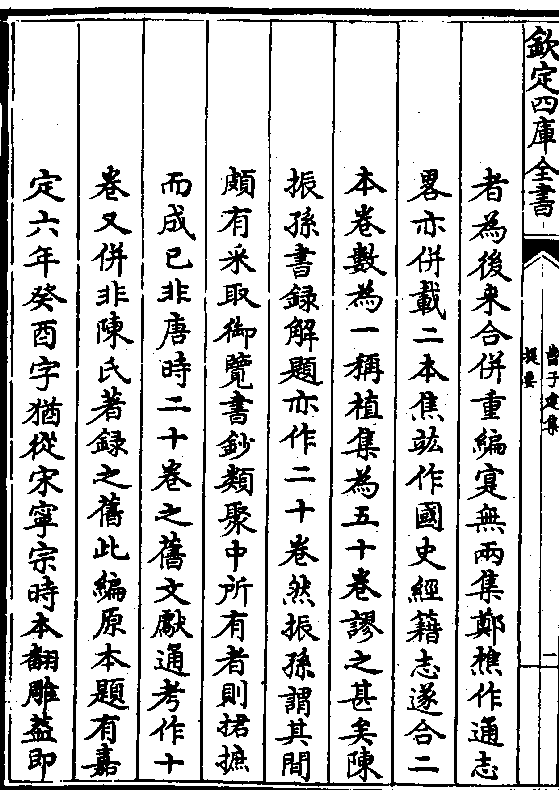 欽定四庫全書
曹子建集
提要
一
者為後来合併重編寔無兩集鄭樵作通志
畧亦併載二本焦竑作國史經籍志遂合二
本卷數為一稱植集為五十卷謬之甚矣陳
振孫書録解題亦作二十卷然振孫謂其間
頗有采取御覽書鈔類聚中所有者則捃摭
而成已非唐時二十卷之舊文獻通考作十
卷又併非陳氏著録之舊此編原本題有嘉
定六年癸酉字猶從宋寧宗時本翻雕葢即